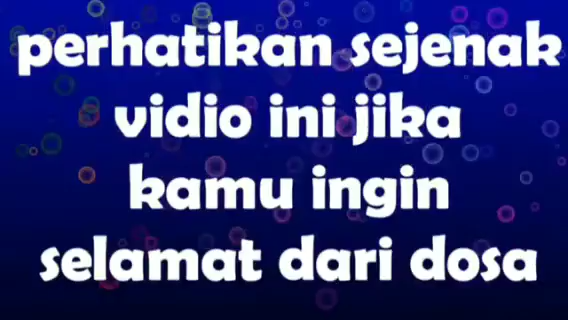 perhatikan sejenak
vidio ini jika
kamu ingin
selamat dari dosa